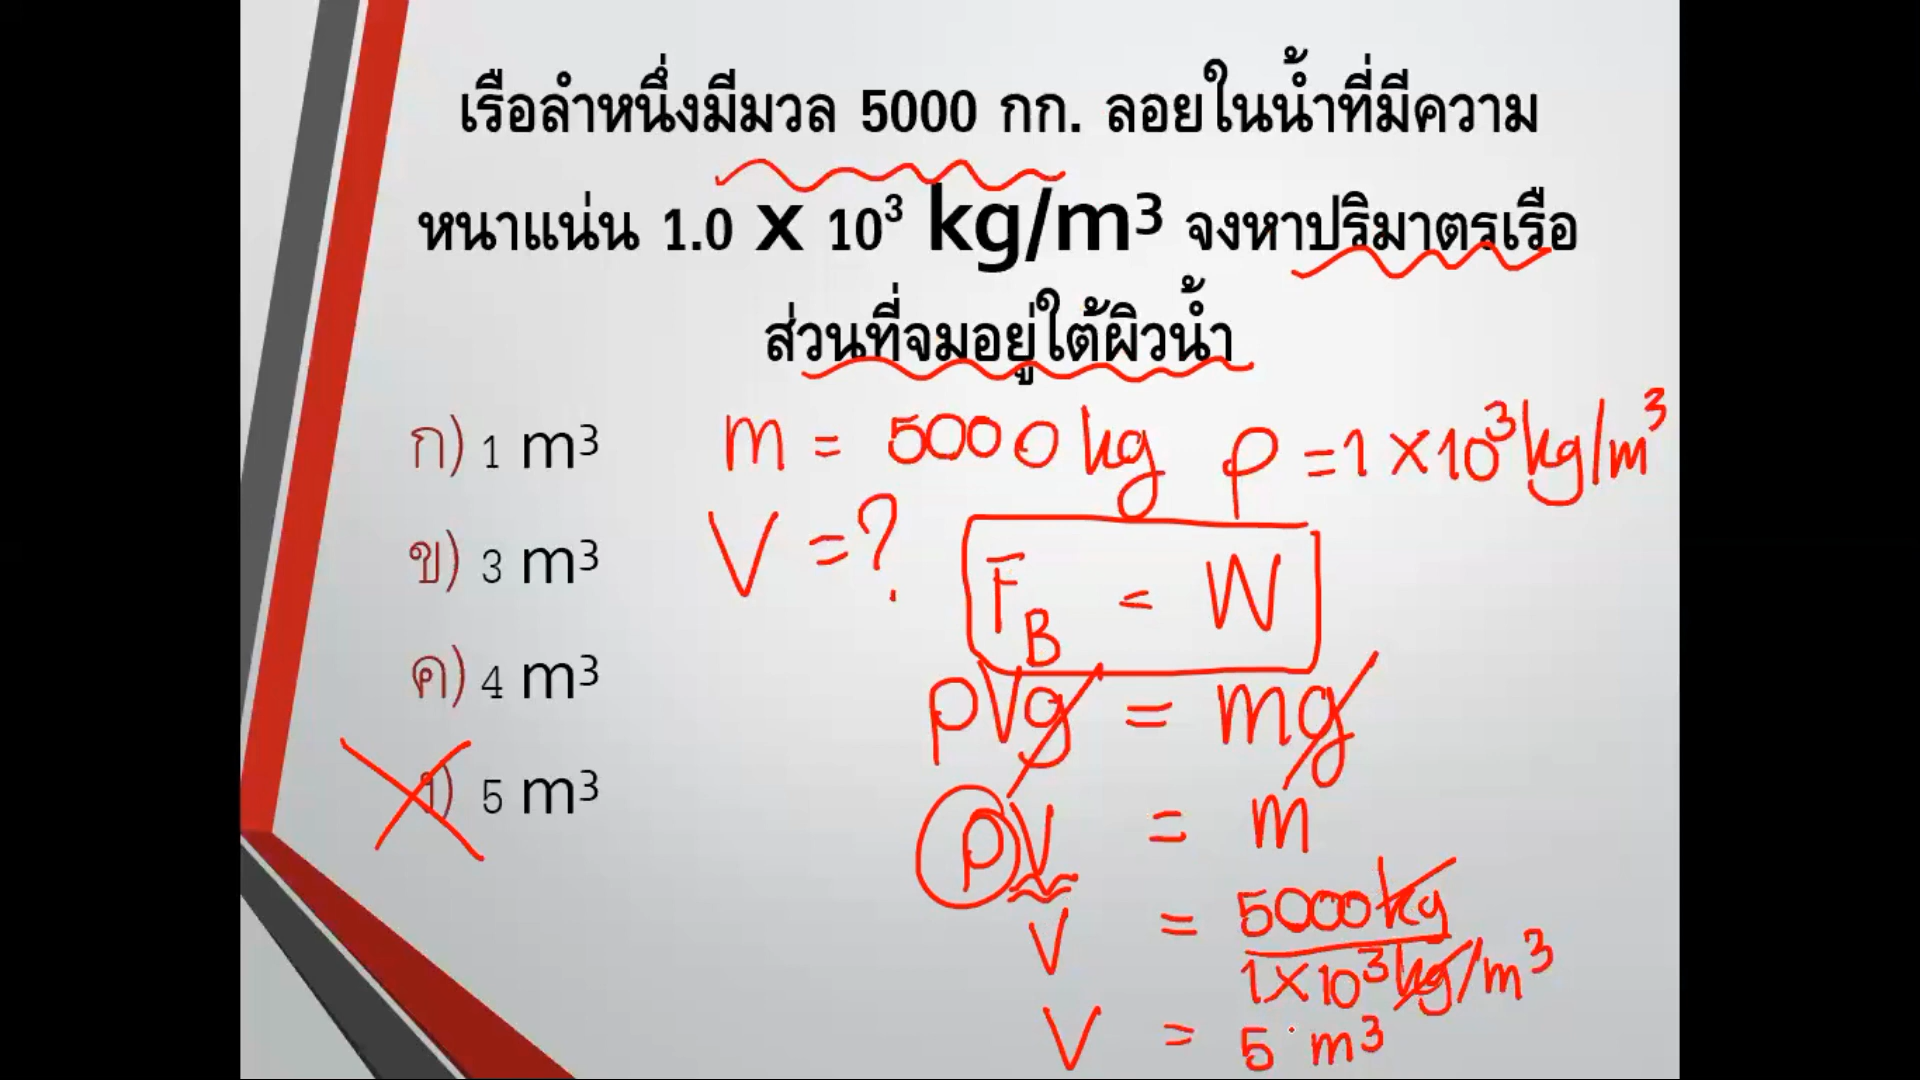 เรือลำหนึ่งมีมวล 5000 กก. ลอยในน้ำที่มีความ
หนาแน่น 1.0 x 10³ kg/m³ จงหาปริมาตรเรือ
ส่วนที่จมอยู่ใต้ผิวน้ำ
ก) 1 m³
ข) 3 m³
ค) 4 m³
ง) 5 m³
m = 5000 kg ρ = 1 × 10³ kg/m³
V = ?
F_B = W
ρVg = mg
ρV = m
V = 5000 kg / 1×10³ kg/m³
V = 5 m³